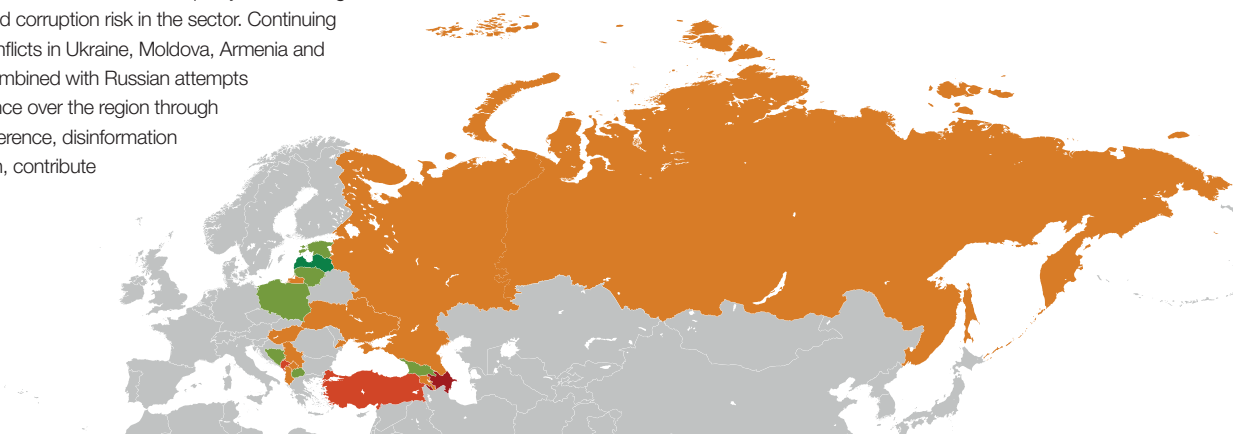 d corruption risk in the sector. Continuing
nflicts in Ukraine, Moldova, Armenia and
mbined with Russian attempts
nce over the region through
erence, disinformation
n, contribute